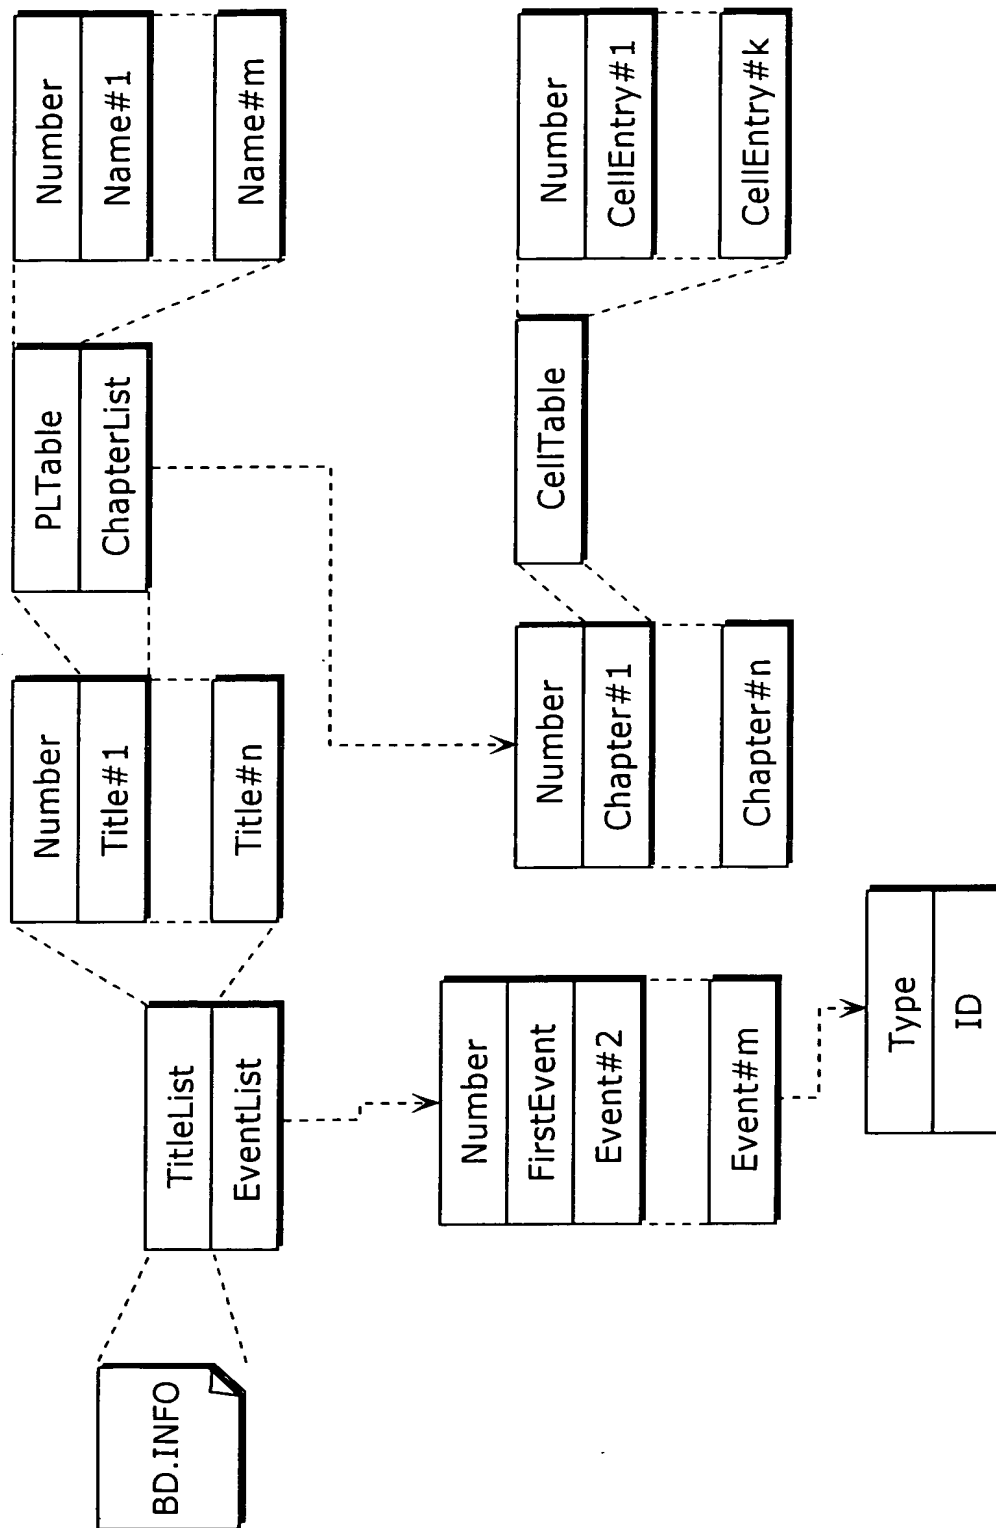 BD.INFO
TitleList
EventList
Number
Title#1
Title#n
PLTable
ChapterList
Number
Name#1
Name#m
Number
FirstEvent
Event#2
Event#m
Type
ID
Number
Chapter#1
Chapter#n
CellTable
Number
CellEntry#1
CellEntry#k